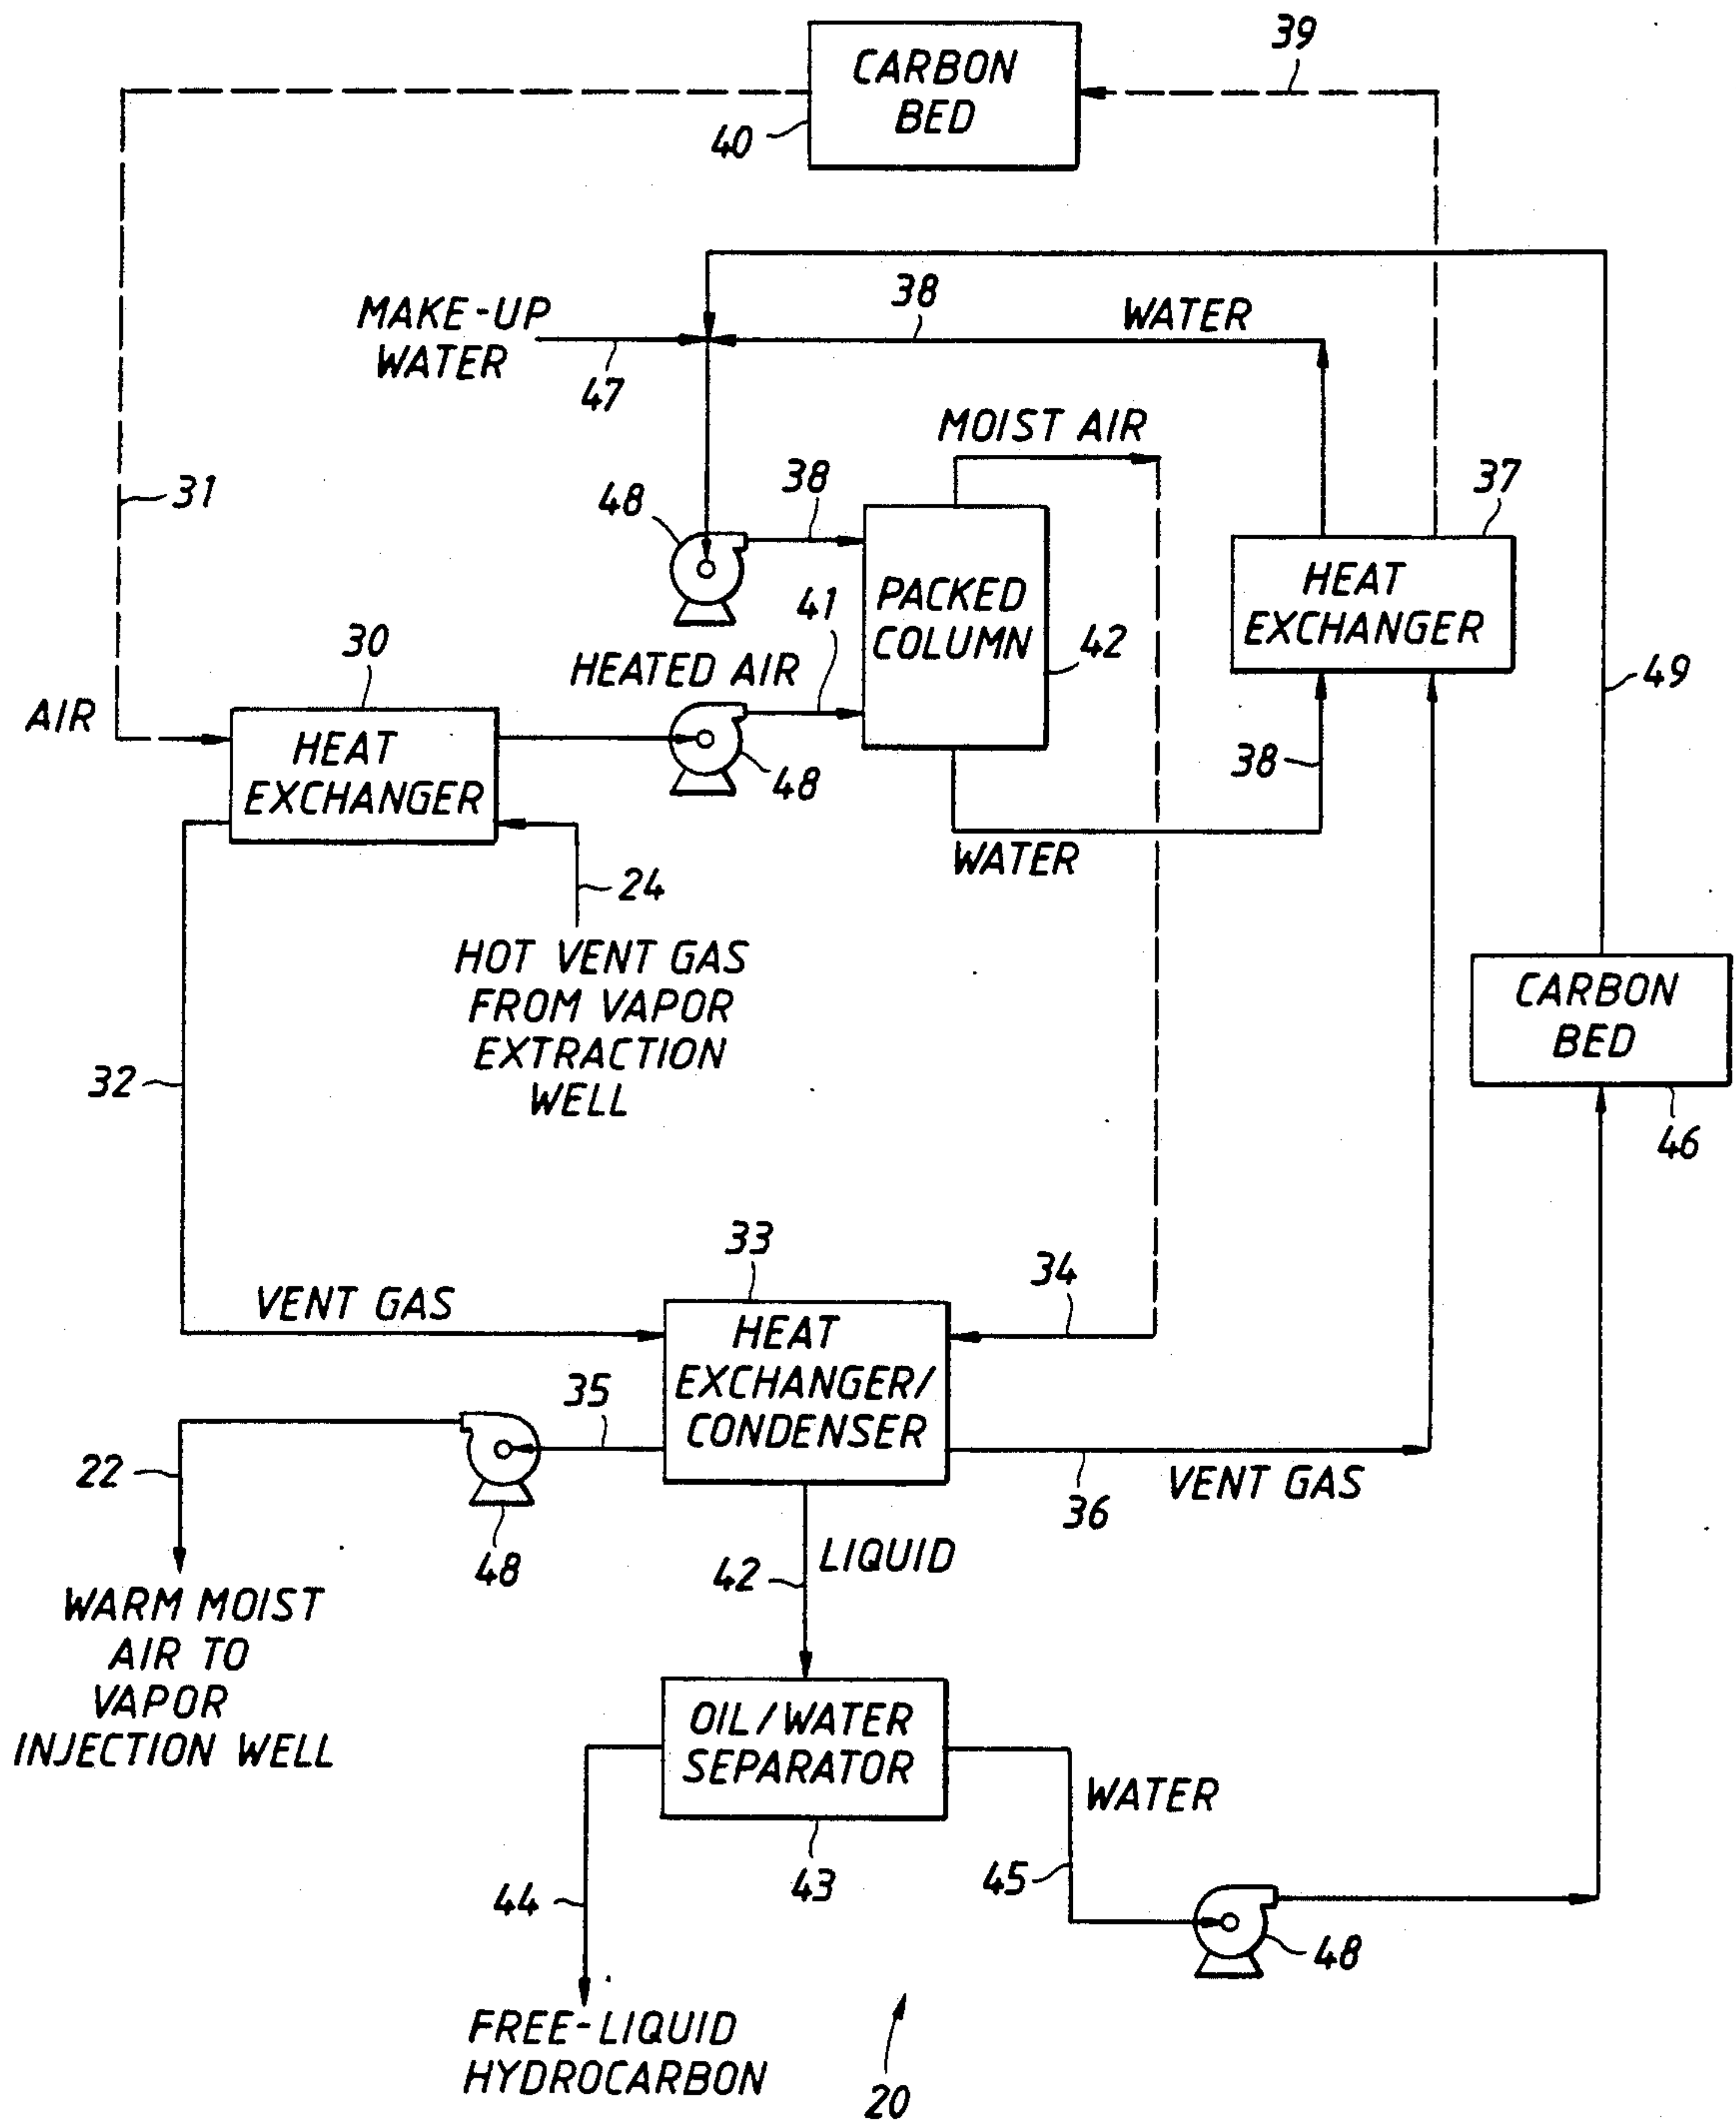 39
CARBON
BED
40
38
WATER
MAKE-UP
WATER
47
MOIST AIR
31
48
38
37
HEAT
EXCHANGER
PACKED
COLUMN
41
42
30
HEATED AIR
49
AIR
HEAT
EXCHANGER
48
38
WATER
24
HOT VENT GAS
FROM VAPOR
EXTRACTION
WELL
CARBON
BED
32
46
33
34
VENT GAS
HEAT
EXCHANGER/
CONDENSER
35
22
36
VENT GAS
48
42
LIQUID
WARM MOIST
AIR TO
VAPOR
INJECTION WELL
OIL/WATER
SEPARATOR
WATER
43
44
45
48
FREE-LIQUID
HYDROCARBON
20